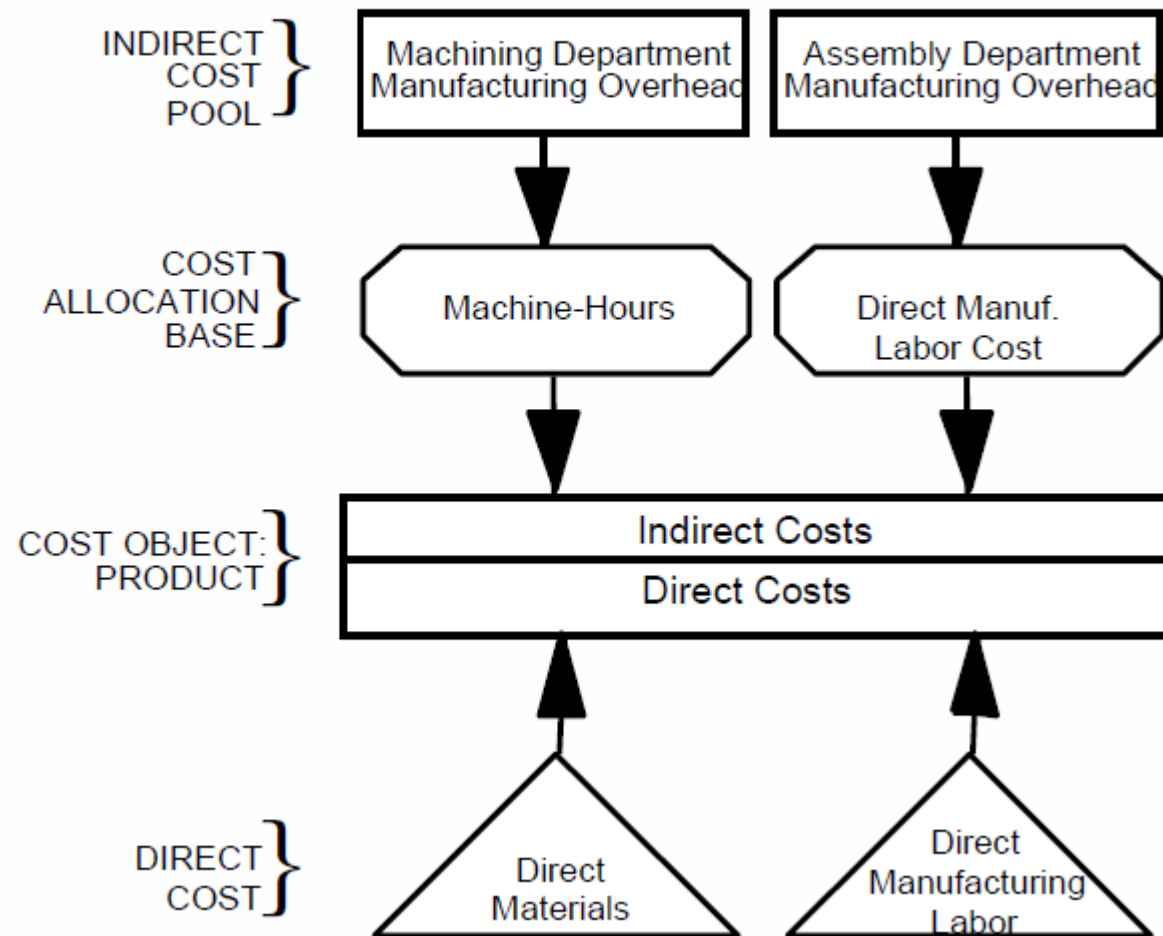 INDIRECT
COST
POOL
Machining Department
Manufacturing Overhead
Assembly Department
Manufacturing Overhead
COST
ALLOCATION
BASE
Machine-Hours
Direct Manuf.
Labor Cost
COST OBJECT:
PRODUCT
Indirect Costs
Direct Costs
DIRECT
COST
Direct
Materials
Direct
Manufacturing
Labor